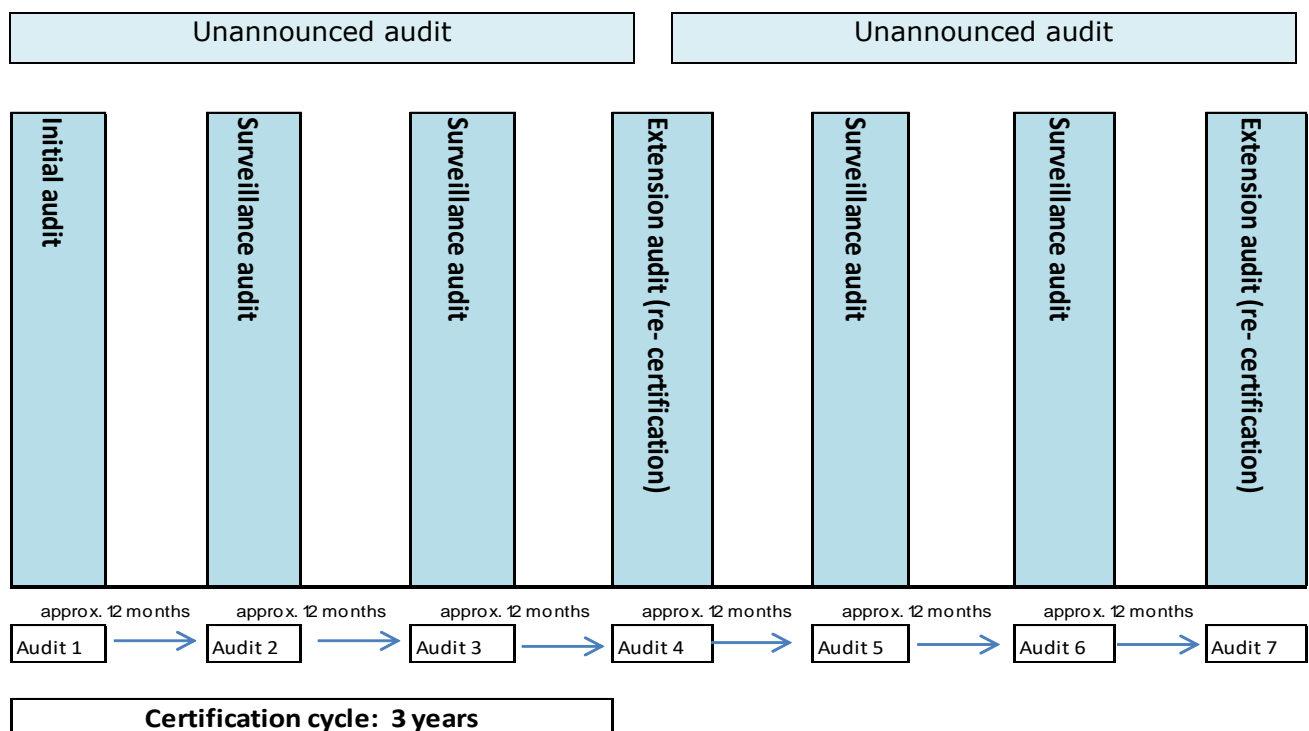 Unannounced audit
Unannounced audit
Initial audit
Surveillance audit
Surveillance audit
Extension audit (re- certification)
Surveillance audit
Surveillance audit
Extension audit (re- certification)
approx. 12 months
approx. 12 months
approx. 12 months
approx. 12 months
approx. 12 months
approx. 12 months
Audit 1
Audit 2
Audit 3
Audit 4
Audit 5
Audit 6
Audit 7
Certification cycle: 3 years